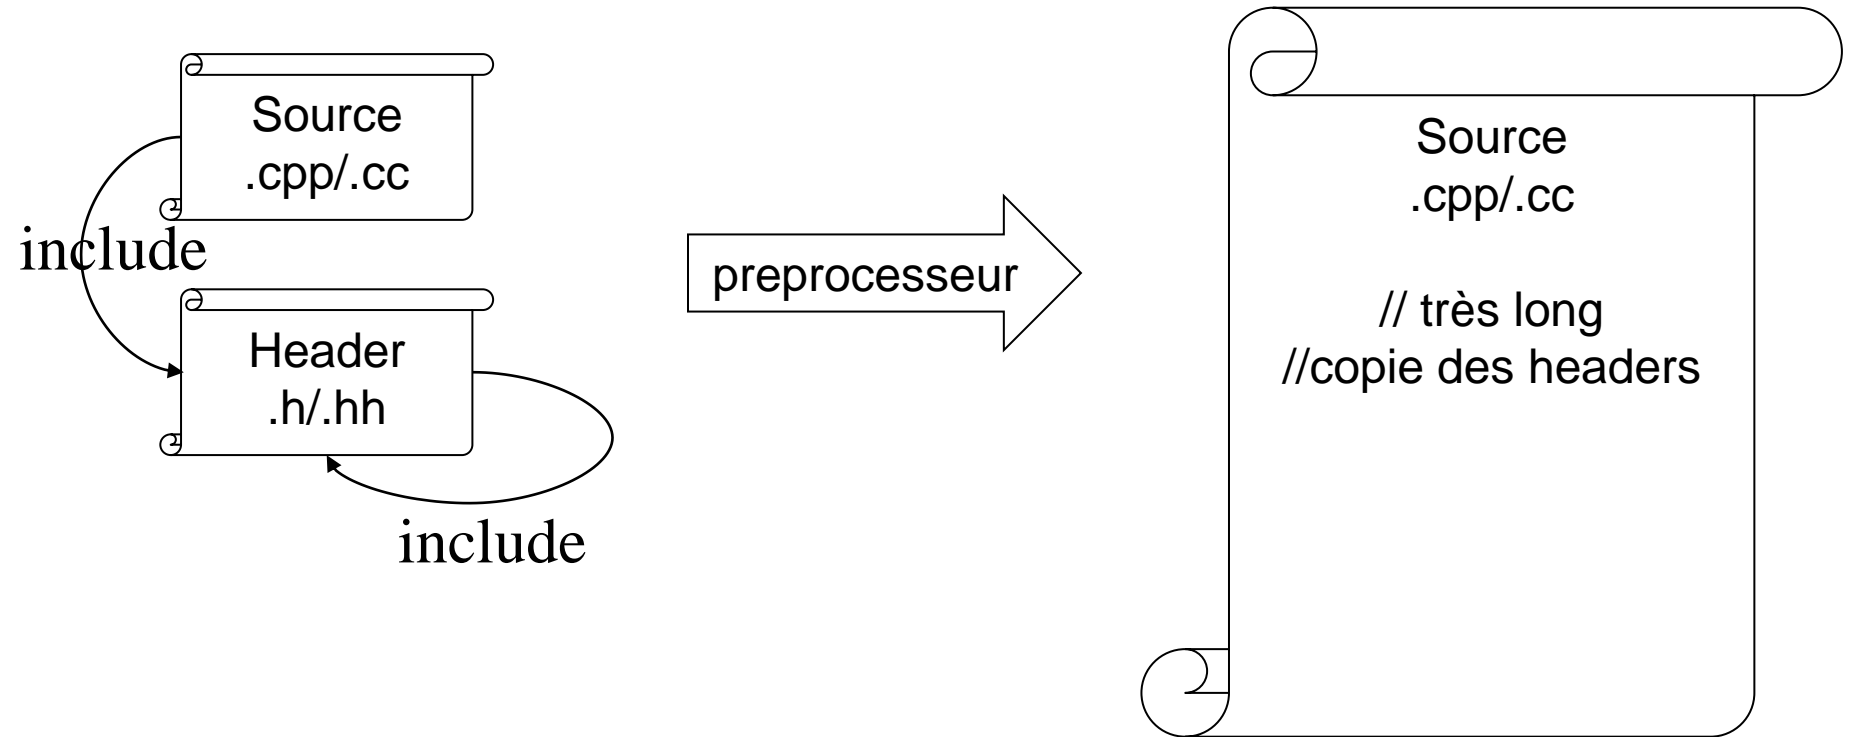 Source
.cpp/.cc
include
Header
.h/.hh
include
preprocesseur
Source
.cpp/.cc
// très long
//copie des headers